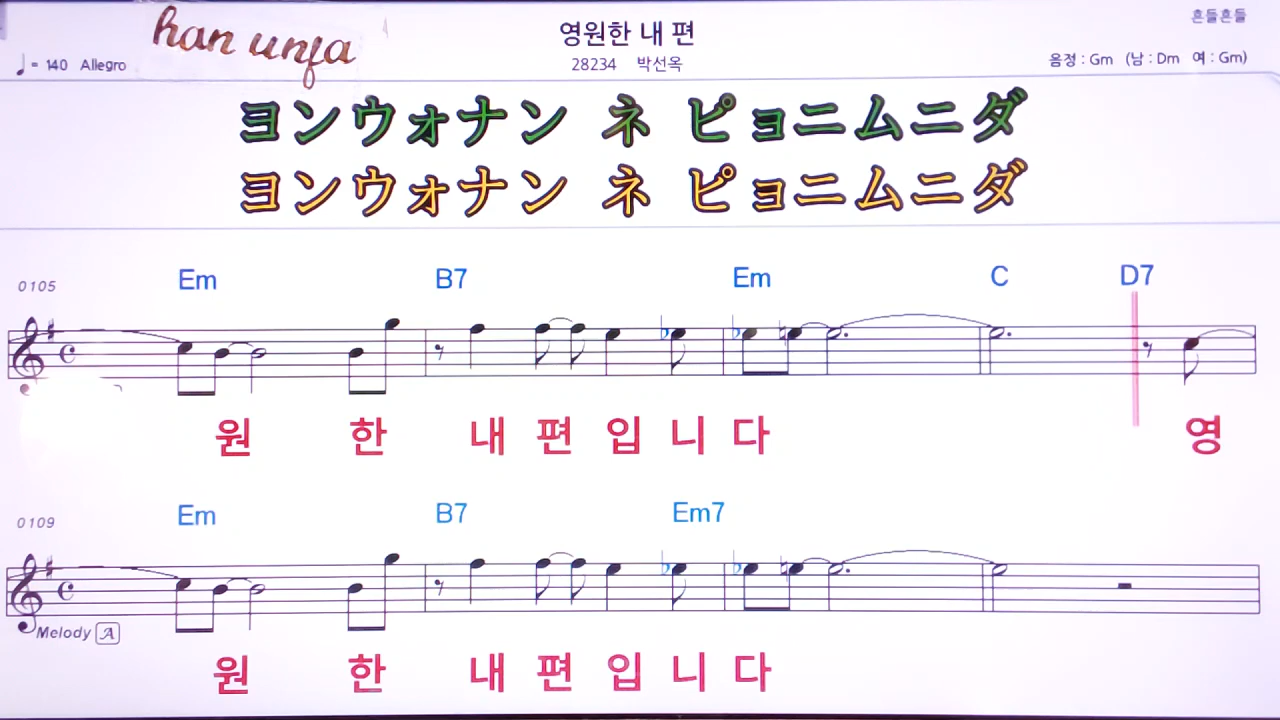 han unja
영원한 내 편
흔들흔들
♩= 140 Allegro
28234 박선옥
음정 : Gm (남 : Dm 여 : Gm)
ヨンウォナン ネ ピョニムニダ
ヨンウォナン ネ ピョニムニダ
0105 Em B7 Em C D7
원 한 내 편 입 니 다 영
0109 Em B7 Em7
Melody A
원 한 내 편 입 니 다